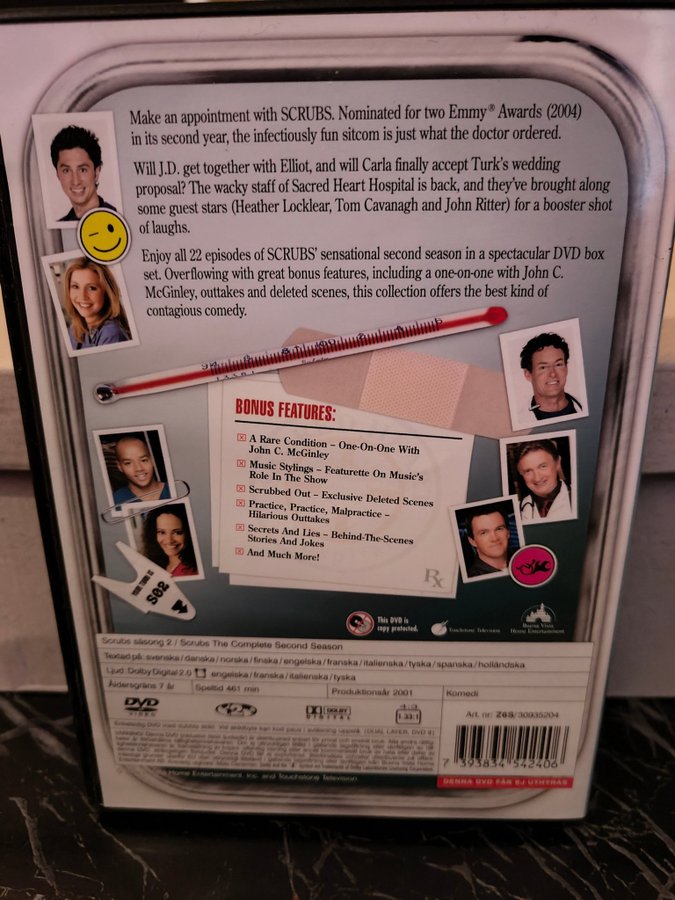 Make an appointment with SCRUBS. Nominated for two Emmy® Awards (2004)
in its second year, the infectiously fun sitcom is just what the doctor ordered.
Will J.D. get together with Elliot, and will Carla finally accept Turk's wedding
proposal? The wacky staff of Sacred Heart Hospital is back, and they've brought along
some guest stars (Heather Locklear, Tom Cavanagh and John Ritter) for a booster shot
of laughs.
Enjoy all 22 episodes of SCRUBS' sensational second season in a spectacular DVD box
set. Overflowing with great bonus features, including a one-on-one with John C.
McGinley, outtakes and deleted scenes, this collection offers the best kind of
contagious comedy.
BONUS FEATURES:
A Rare Condition – One-On-One With
John C. McGinley
Music Stylings – Featurette On Music's
Role In The Show
Scrubbed Out – Exclusive Deleted Scenes
Practice, Practice, Malpractice –
Hilarious Outtakes
Secrets And Lies – Behind-The-Scenes
Stories And Jokes
And Much More!
Rx
YOUR TURN IS
S02
This DVD is
copy protected.
Touchstone Television
Buena Vista
Home Entertainment
Scrubs säsong 2 / Scrubs The Complete Second Season
Textad på: svenska/danska/norska/finska/engelska/franska/italienska/tyska/spanska/holländska
Ljud: Dolby Digital 2.0 engelska/franska/italienska/tyska
Åldersgräns 7 år Speltid 461 min Produktionsår 2001 Komedi
DVD
VIDEO
2
DOLBY
DIGITAL
4:3
1.33:1
Art. nr: Z6S/30935204
7 393834 542406
DENNA DVD FÅR EJ UTHYRAS
Home Entertainment, Inc. and Touchstone Television